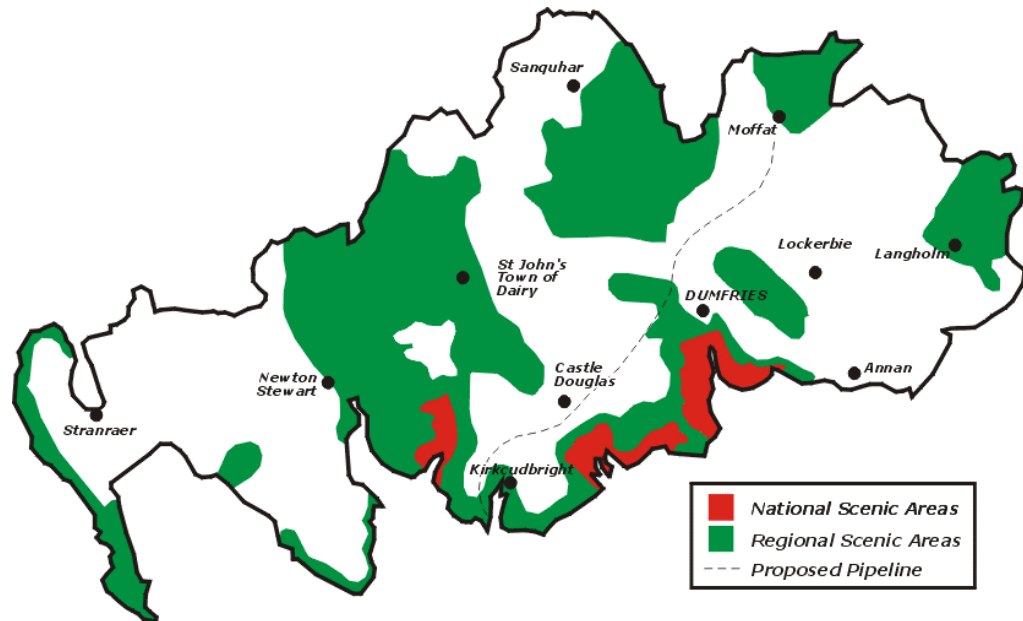 Sanquhar
Moffat
Lockerbie
Langholm
St John's
Town of
Dairy
DUMFRIES
Castle
Douglas
Annan
Newton
Stewart
Stranraer
Kirkcudbright
National Scenic Areas
Regional Scenic Areas
Proposed Pipeline